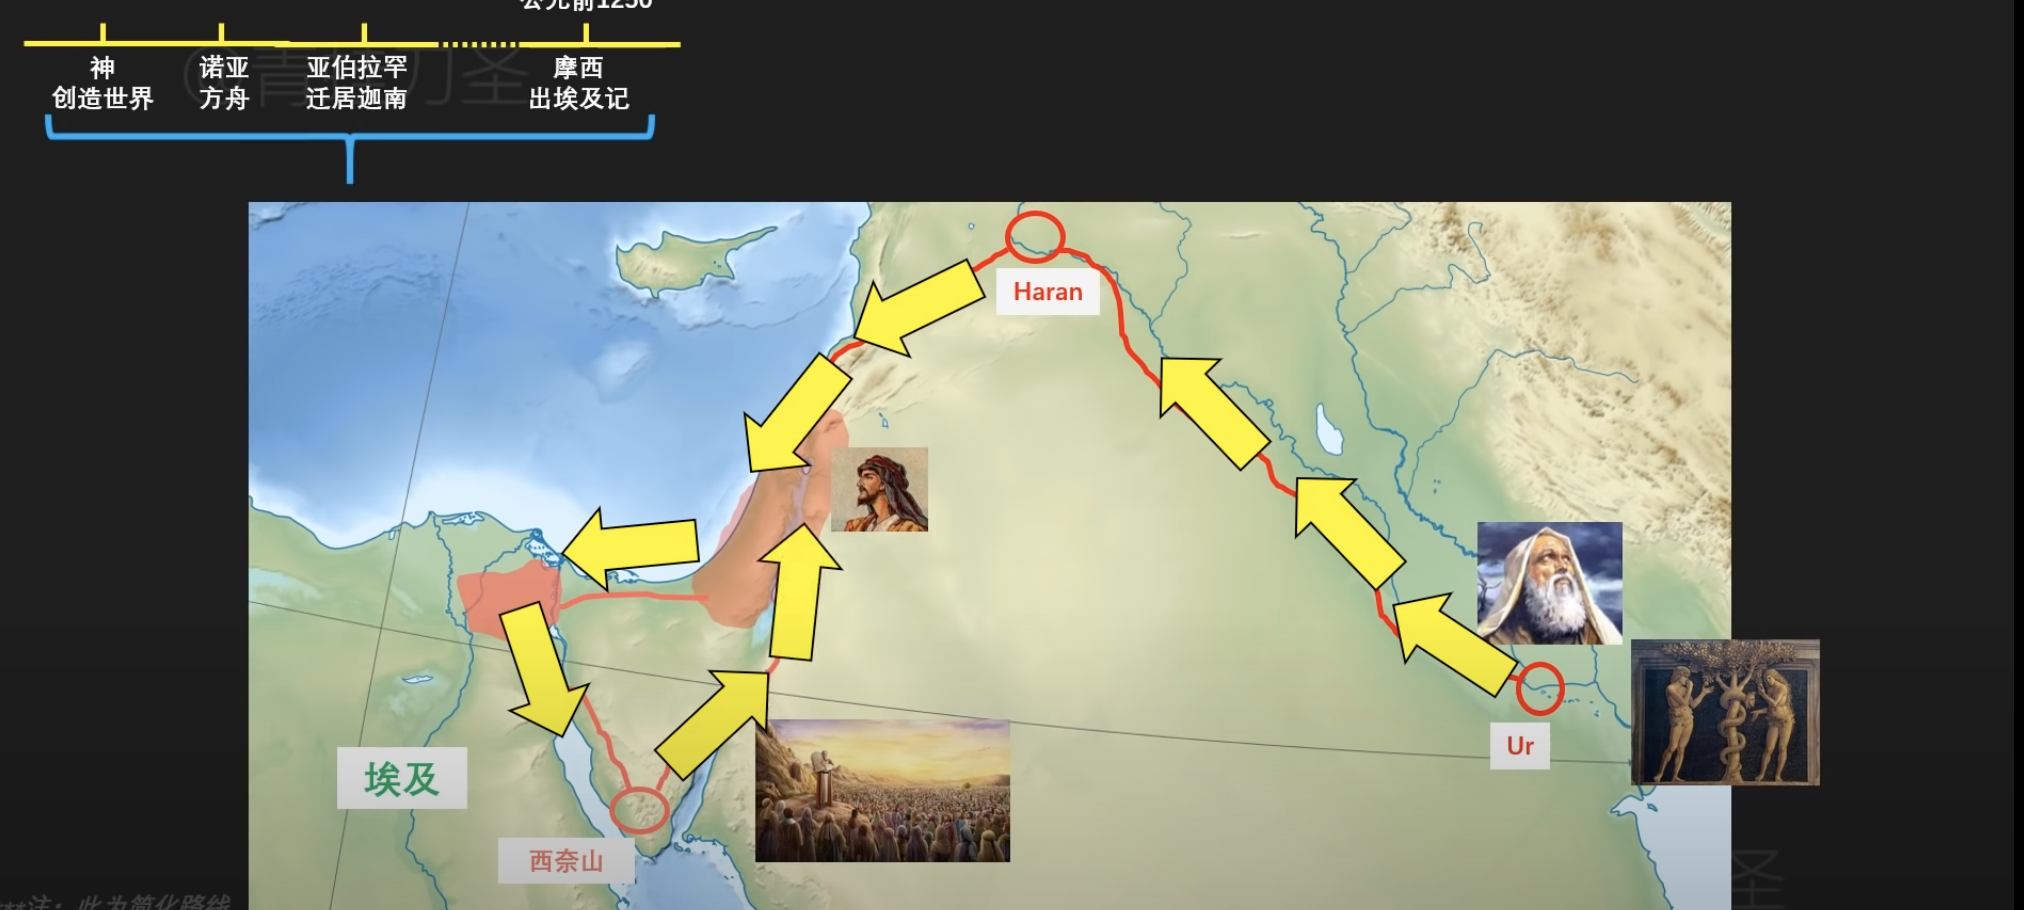 公元前1250
神
创造世界
诺亚
方舟
亚伯拉罕
迁居迦南
摩西
出埃及记
Haran
Ur
埃及
西奈山
***注：此为简化路线